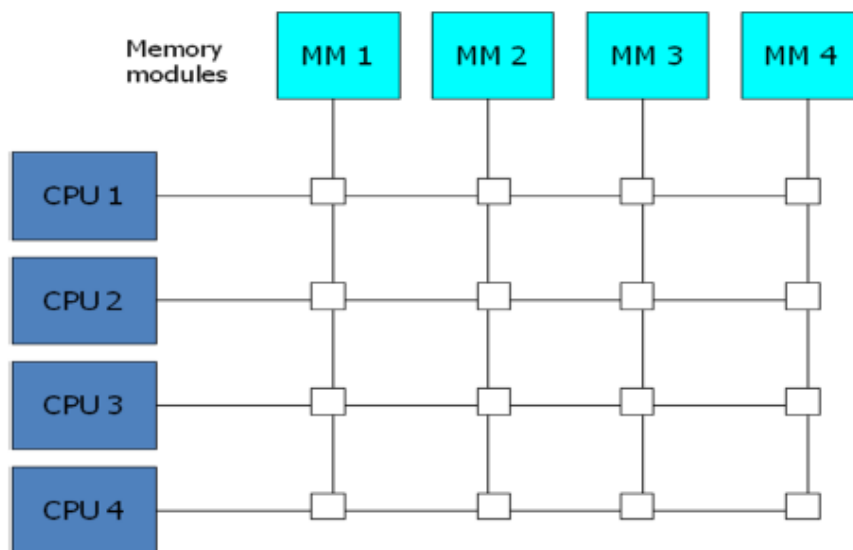 Memory
modules
MM 1
MM 2
MM 3
MM 4
CPU 1
CPU 2
CPU 3
CPU 4